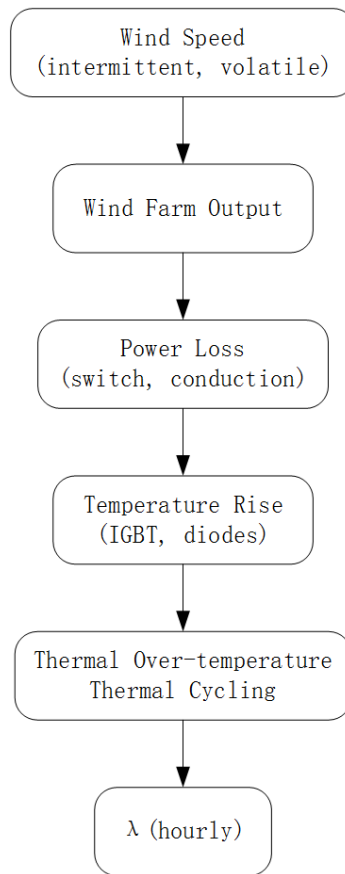 Wind Speed
(intermittent, volatile)
Wind Farm Output
Power Loss
(switch, conduction)
Temperature Rise
(IGBT, diodes)
Thermal Over-temperature
Thermal Cycling
λ (hourly)